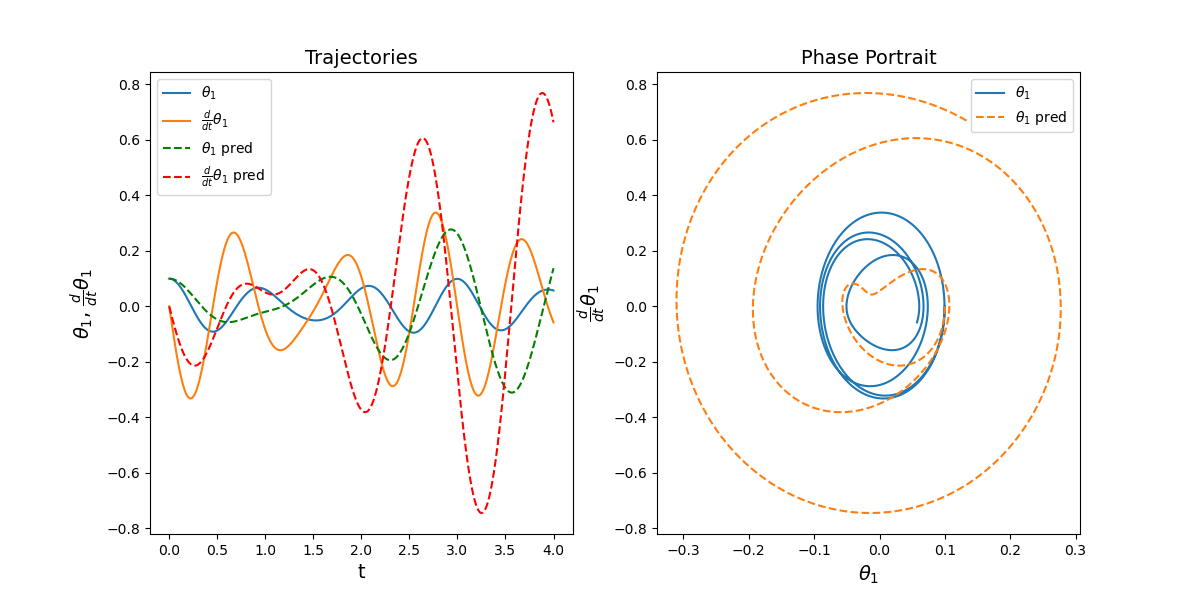 Trajectories
θ₁
d/dt θ₁
θ₁ pred
d/dt θ₁ pred
0.8
0.6
0.4
0.2
0.0
−0.2
−0.4
−0.6
−0.8
θ₁, d/dt θ₁
0.0 0.5 1.0 1.5 2.0 2.5 3.0 3.5 4.0
t
Phase Portrait
θ₁
θ₁ pred
0.8
0.6
0.4
0.2
0.0
−0.2
−0.4
−0.6
−0.8
d/dt θ₁
−0.3 −0.2 −0.1 0.0 0.1 0.2 0.3
θ₁